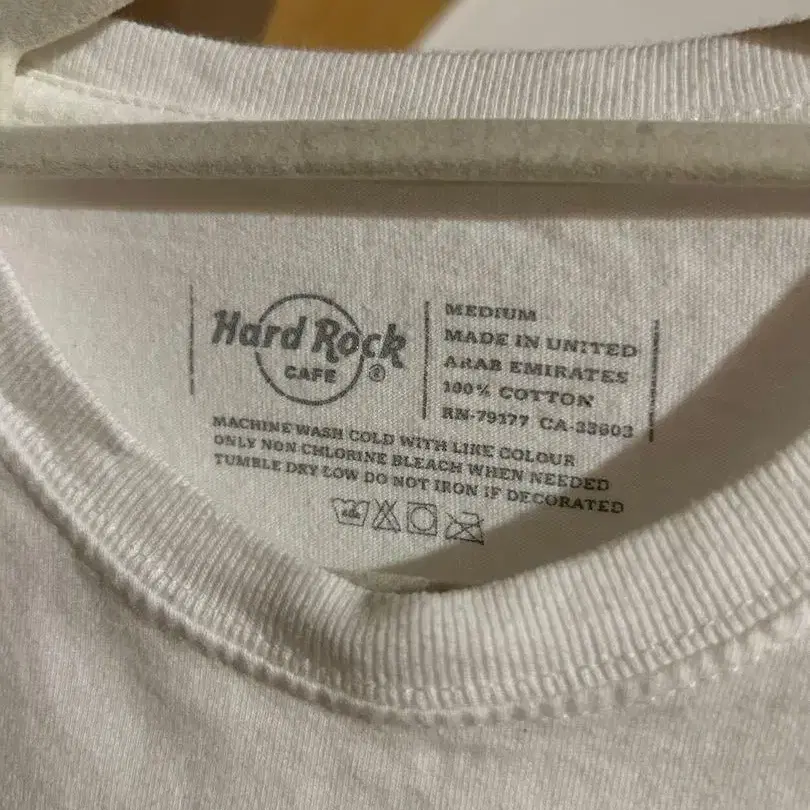 Hard Rock
CAFE ®
MEDIUM
MADE IN UNITED
ARAB EMIRATES
100% COTTON
RN-79177 CA-33603
MACHINE WASH COLD WITH LIKE COLOUR
ONLY NON CHLORINE BLEACH WHEN NEEDED
TUMBLE DRY LOW DO NOT IRON IF DECORATED